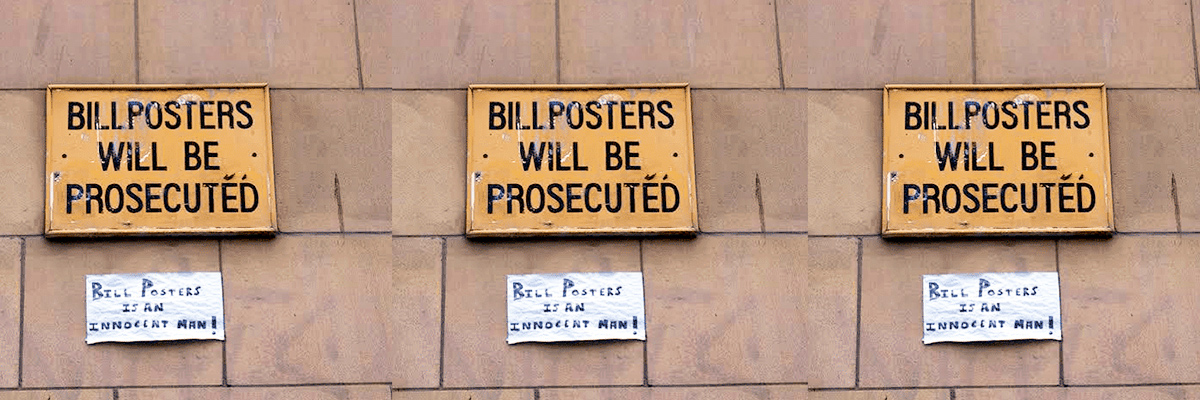 BILLPOSTERS
WILL BE
PROSECUTED
BILL POSTERS
IS AN
INNOCENT MAN!
BILLPOSTERS
WILL BE
PROSECUTED
BILL POSTERS
IS AN
INNOCENT MAN!
BILLPOSTERS
WILL BE
PROSECUTED
BILL POSTERS
IS AN
INNOCENT MAN!